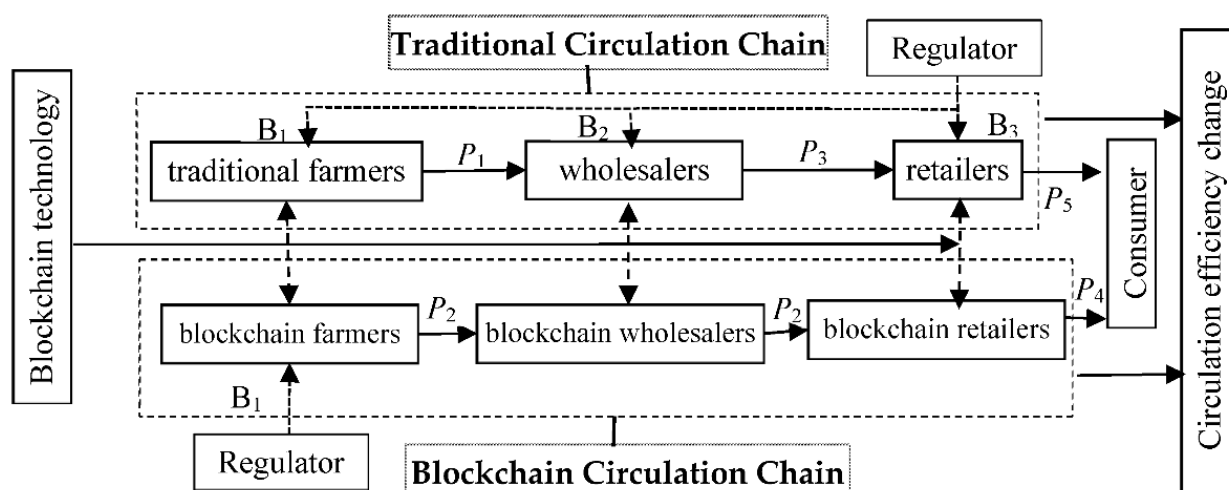 Traditional Circulation Chain
Regulator
B1
B2
B3
traditional farmers
P1
wholesalers
P3
retailers
P5
Blockchain technology
Consumer
Circulation efficiency change
blockchain farmers
P2
blockchain wholesalers
P2
blockchain retailers
P4
B1
Regulator
Blockchain Circulation Chain